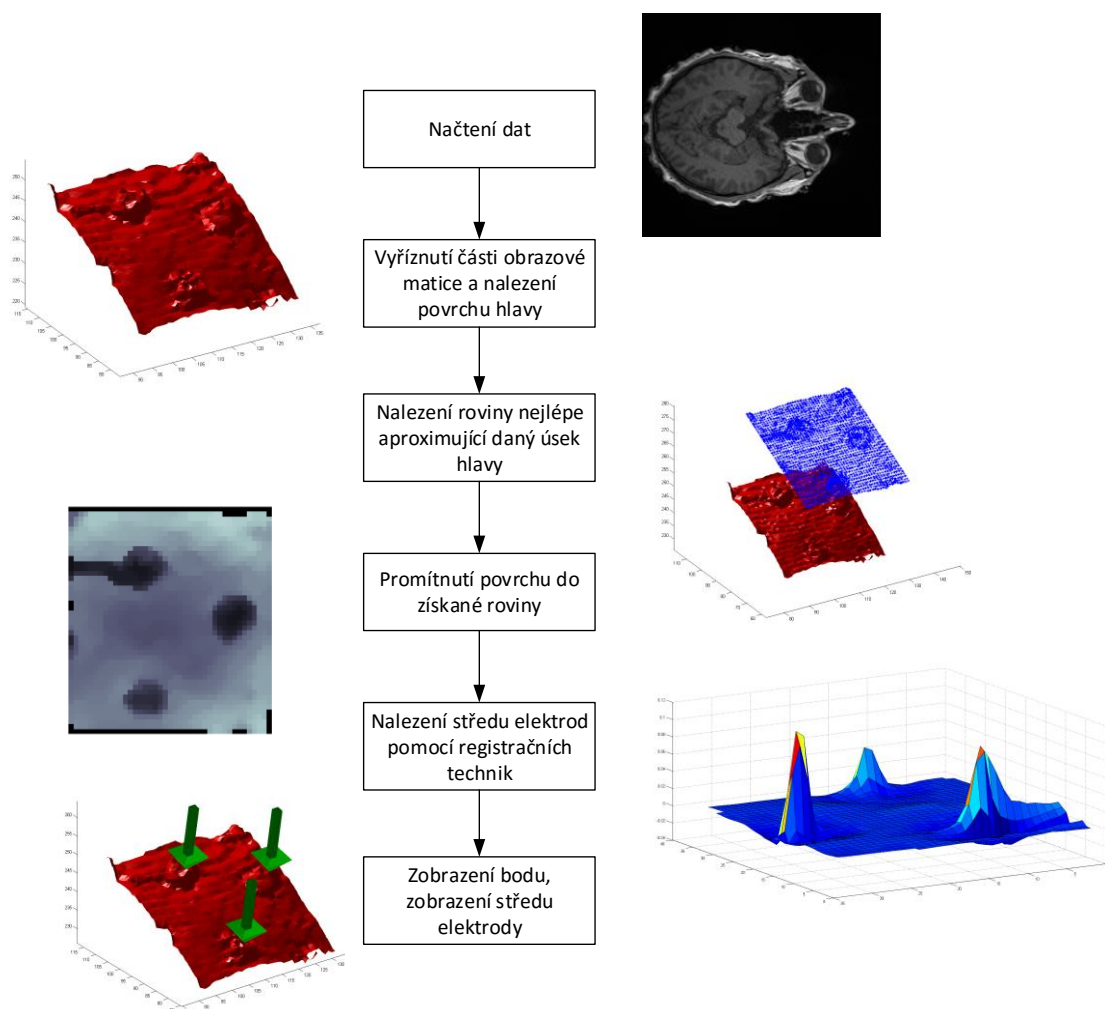 Načtení dat
Vyříznutí části obrazové
matice a nalezení
povrchu hlavy
Nalezení roviny nejlépe
aproximující daný úsek
hlavy
Promítnutí povrchu do
získané roviny
Nalezení středu elektrod
pomocí registračních
technik
Zobrazení bodu,
zobrazení středu
elektrody